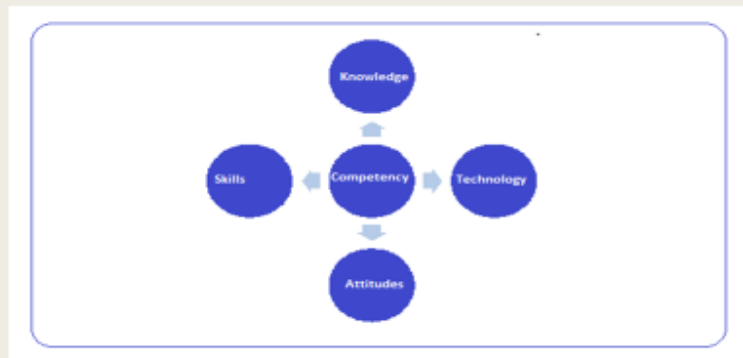 Knowledge
Skills
Competency
Technology
Attitudes